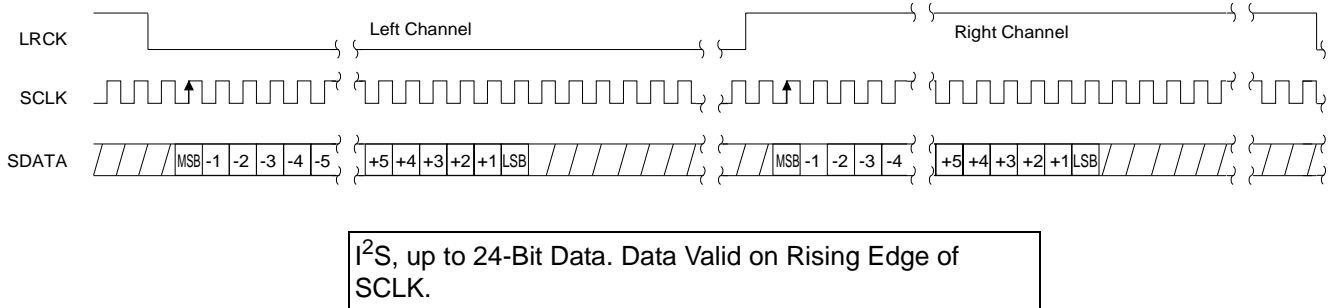 LRCK Left Channel Right Channel
SCLK
SDATA MSB -1 -2 -3 -4 -5 +5 +4 +3 +2 +1 LSB MSB -1 -2 -3 -4 +5 +4 +3 +2 +1 LSB
I²S, up to 24-Bit Data. Data Valid on Rising Edge of
SCLK.